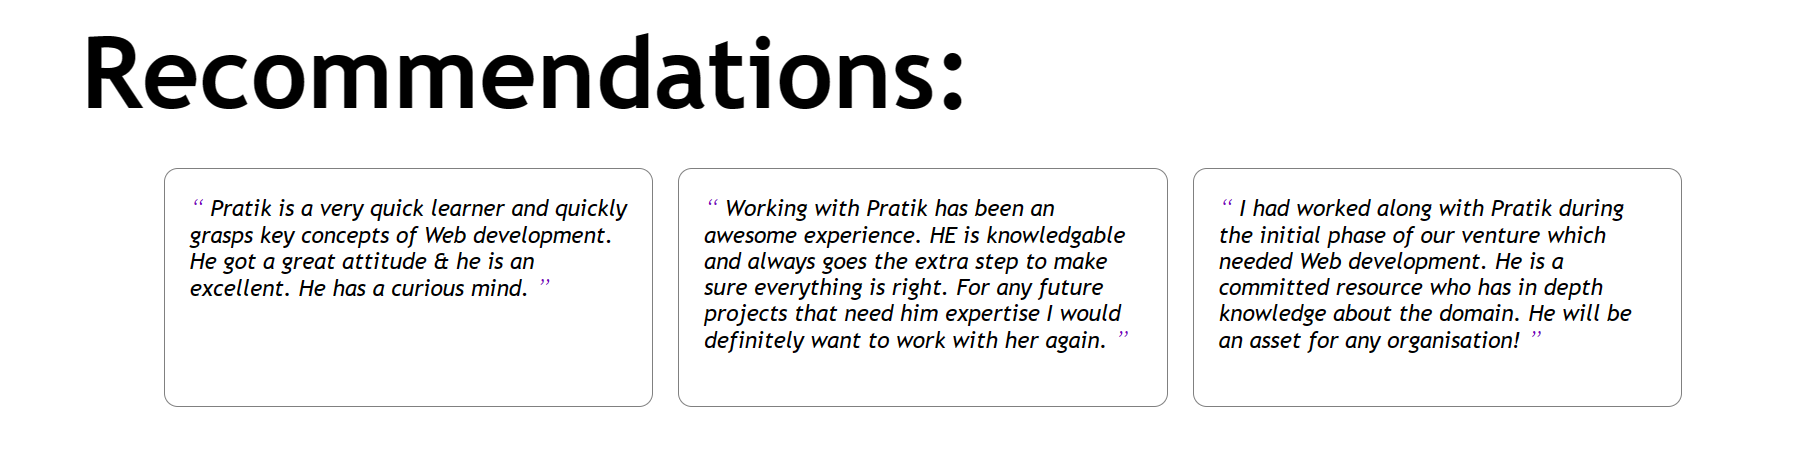 Recommendations:
“ Pratik is a very quick learner and quickly
grasps key concepts of Web development.
He got a great attitude & he is an
excellent. He has a curious mind. ”
“ Working with Pratik has been an
awesome experience. HE is knowledgable
and always goes the extra step to make
sure everything is right. For any future
projects that need him expertise I would
definitely want to work with her again. ”
“ I had worked along with Pratik during
the initial phase of our venture which
needed Web development. He is a
committed resource who has in depth
knowledge about the domain. He will be
an asset for any organisation! ”